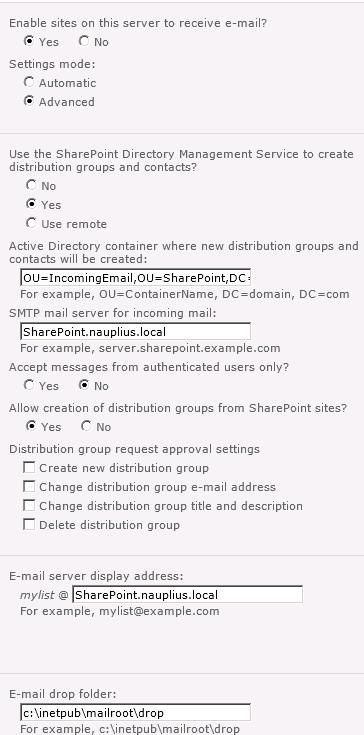 Enable sites on this server to receive e-mail?
Yes No
Settings mode:
Automatic
Advanced
Use the SharePoint Directory Management Service to create
distribution groups and contacts?
No
Yes
Use remote
Active Directory container where new distribution groups and
contacts will be created:
OU=IncomingEmail,OU=SharePoint,DC=
For example, OU=ContainerName, DC=domain, DC=com
SMTP mail server for incoming mail:
SharePoint.nauplius.local
For example, server.sharepoint.example.com
Accept messages from authenticated users only?
Yes No
Allow creation of distribution groups from SharePoint sites?
Yes No
Distribution group request approval settings
Create new distribution group
Change distribution group e-mail address
Change distribution group title and description
Delete distribution group
E-mail server display address:
mylist @ SharePoint.nauplius.local
For example, mylist@example.com
E-mail drop folder:
c:\inetpub\mailroot\drop
For example, c:\inetpub\mailroot\drop